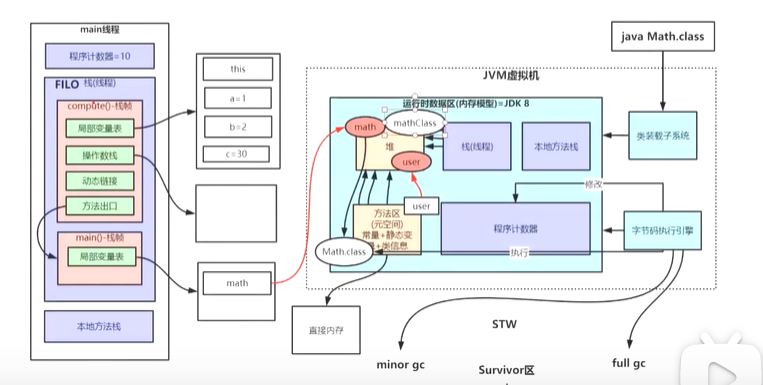 main线程
程序计数器=10
FILO 栈(线程)
compute()-栈帧
局部变量表
操作数栈
动态链接
方法出口
main()-栈帧
局部变量表
本地方法栈
this
a=1
b=2
c=30
math
java Math.class
JVM虚拟机
运行时数据区(内存模型)=JDK 8
math
mathClass
堆
user
栈(线程)
本地方法栈
类装载子系统
修改
user
方法区
(元空间)
常量+静态变
量+类信息
程序计数器
字节码执行引擎
Math.class
执行
直接内存
STW
minor gc
Survivor区
full gc